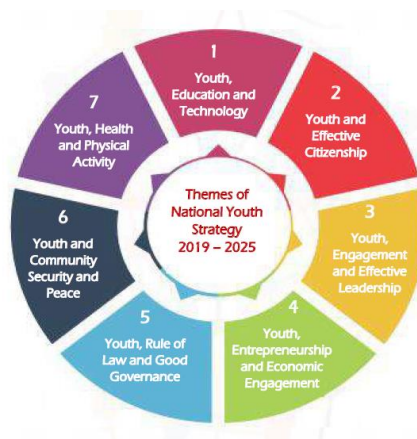 Themes of
National Youth
Strategy
2019 – 2025
1
Youth,
Education and
Technology
2
Youth and
Effective
Citizenship
3
Youth,
Engagement
and Effective
Leadership
4
Youth,
Entrepreneurship
and Economic
Engagement
5
Youth, Rule of
Law and Good
Governance
6
Youth and
Community
Security and
Peace
7
Youth, Health
and Physical
Activity